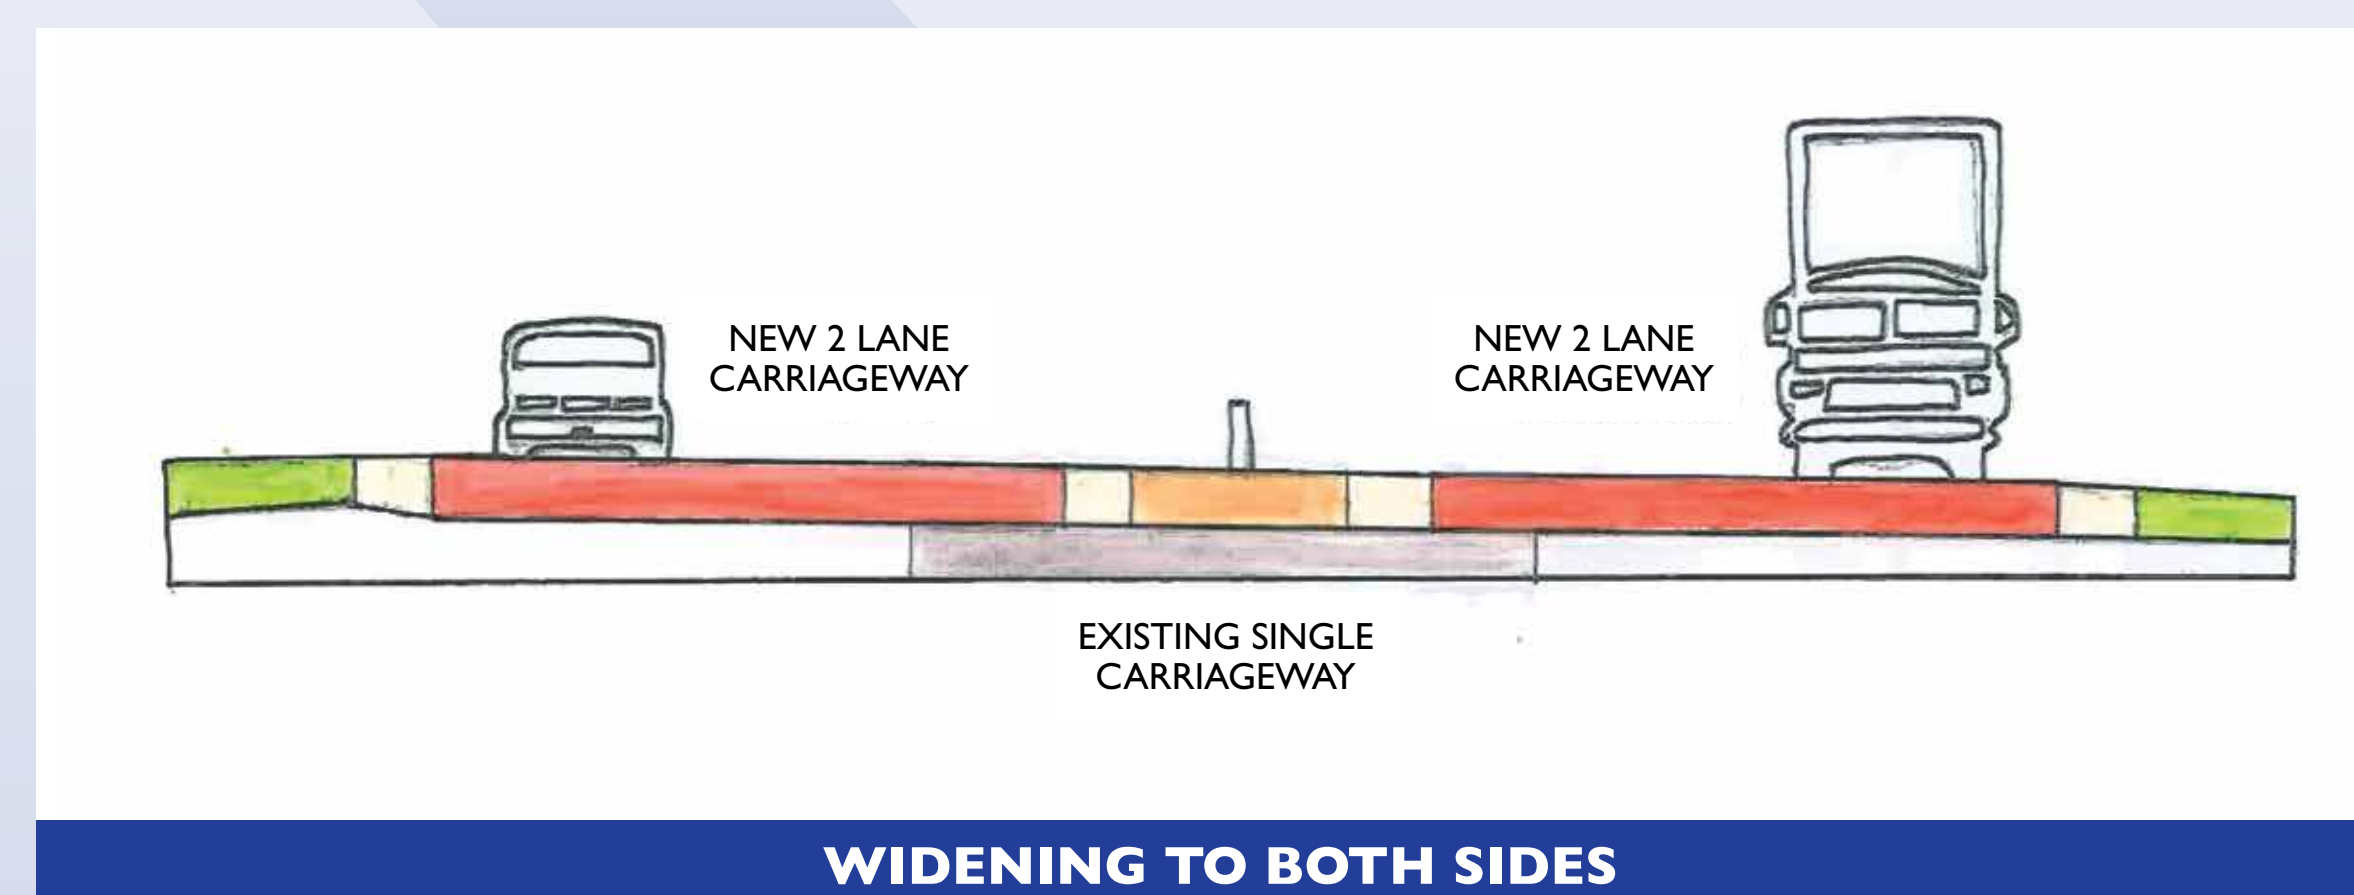 NEW 2 LANE
CARRIAGEWAY
NEW 2 LANE
CARRIAGEWAY
EXISTING SINGLE
CARRIAGEWAY
WIDENING TO BOTH SIDES